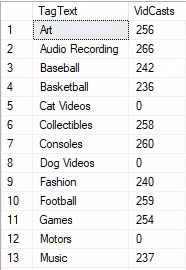 TagText VidCasts
1 Art 256
2 Audio Recording 266
3 Baseball 242
4 Basketball 236
5 Cat Videos 0
6 Collectibles 258
7 Consoles 260
8 Dog Videos 0
9 Fashion 240
10 Football 259
11 Games 254
12 Motors 0
13 Music 237